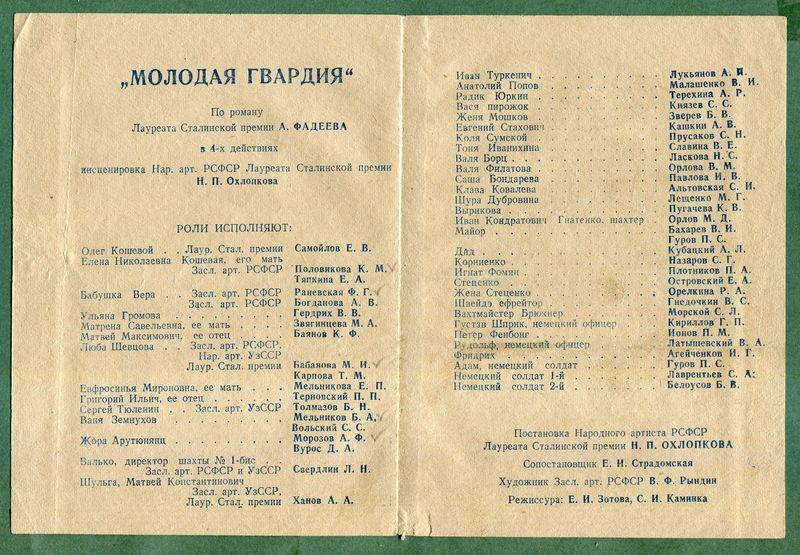 „МОЛОДАЯ ГВАРДИЯ“
По роману
Лауреата Сталинской премии А. ФАДЕЕВА
в 4-х действиях
инсценировка Нар. арт. РСФСР Лауреата Сталинской премии
Н. П. Охлопкова
РОЛИ ИСПОЛНЯЮТ:
Олег Кошевой . . Лаур. Стал. премии Самойлов Е. В.
Елена Николаевна Кошевая, его мать
Засл. арт. РСФСР Половикова К. М.
Тяпкина Е. А.
Бабушка Вера . . Засл. арт. РСФСР Раневская Ф. Г.
Засл. арт. РСФСР Богданова А. В.
Ульяна Громова . . . . . . . . Гердрих В. В.
Матрена Савельевна, ее мать . . . . Звягинцева М. А.
Матвей Максимович, ее отец . . . . Баянов К. Ф.
Люба Шевцова . . Засл. арт. РСФСР,
Нар. арт. УзССР
Лаур. Стал. премии Бабанова М. И.
Карпова Т. М.
Евфросинья Мироновна, ее мать . . . Мельникова Е. П.
Григорий Ильич, ее отец . . . . . Терновский П. П.
Сергей Тюленин . . Засл. арт. УзССР Толмазов Б. Н.
Ваня Земнухов . . . . . . . . Мельников Б. А.
Вольский С. С.
Жора Арутюнянц . . . . . . . Морозов А. Ф.
Вурос Д. А.
Валько, директор шахты № 1-бис . . .
Засл. арт. РСФСР и УзССР Свердлин Л. Н.
Шульга, Матвей Константинович
Засл. арт. УзССР,
Лаур. Стал. премии Ханов А. А.
Иван Туркенич . . . . . . . . Лукьянов А. И.
Анатолий Попов . . . . . . . . Малашенко В. И.
Радик Юркин . . . . . . . . Терехина А. Р.
Вася пирожок . . . . . . . . Князев С. С.
Женя Мошков . . . . . . . . Зверев Б. В.
Евгений Стахович . . . . . . . Кашкин А. В.
Коля Сумской . . . . . . . . Прусаков С. Н.
Тоня Иванихина . . . . . . . . Славина В. Е.
Валя Борц . . . . . . . . Ласкова Н. С.
Валя Филатова . . . . . . . . Орлова В. М.
Саша Бондарева . . . . . . . . Павлова И. В.
Клава Ковалева . . . . . . . . Альтовская С. И.
Шура Дубровина . . . . . . . . Лещенко М. Г.
Вырикова . . . . . . . . Пугачева К. В.
Иван Кондратович Гнатенко, шахтер . Орлов М. Д.
Майор . . . . . . . . Бахарев В. И.
Гуров П. С.
Дид . . . . . . . . Кубацкий А. Л.
Корниенко . . . . . . . . Назаров С. Г.
Игнат Фомин . . . . . . . . Плотников П. А.
Стеценко . . . . . . . . Островский Е. А.
Жена Стеценко . . . . . . . . Орелкина Р. А.
Швейдэ ефрейтор . . . . . . . Гнедочкин В. С.
Вахтмайстер Брюкнер . . . . . . Морской С. Л.
Густав Шприк, немецкий офицер . . Кириллов Г. П.
Петер Фенбонг . . . . . . . . Ионов П. М.
Рудольф, немецкий офицер . . . . Латышевский В. А.
Фридрих . . . . . . . . Агейченков И. Г.
Адам, немецкий солдат . . . . . Гуров П. С.
Немецкий солдат 1-й . . . . . . Лаврентьев С. А.
Немецкий солдат 2-й . . . . . . Белоусов Б. В.
Постановка Народного артиста РСФСР
Лауреата Сталинской премии Н. П. ОХЛОПКОВА
Сопостановщик Е. Н. Страдомская
Художник Засл. арт. РСФСР В. Ф. Рындин
Режиссура: Е. И. Зотова, С. И. Каминка